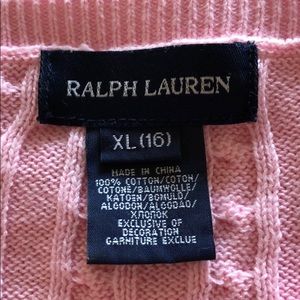 RALPH LAUREN
XL(16)
MADE IN CHINA
100% COTTON/COTON/
COTONE/BAUMWOLLE/
KATOEN/BOMULD/
ALGODON/ALGODAO/
ХЛОПОК
EXCLUSIVE OF
DECORATION
GARNITURE EXCLUE